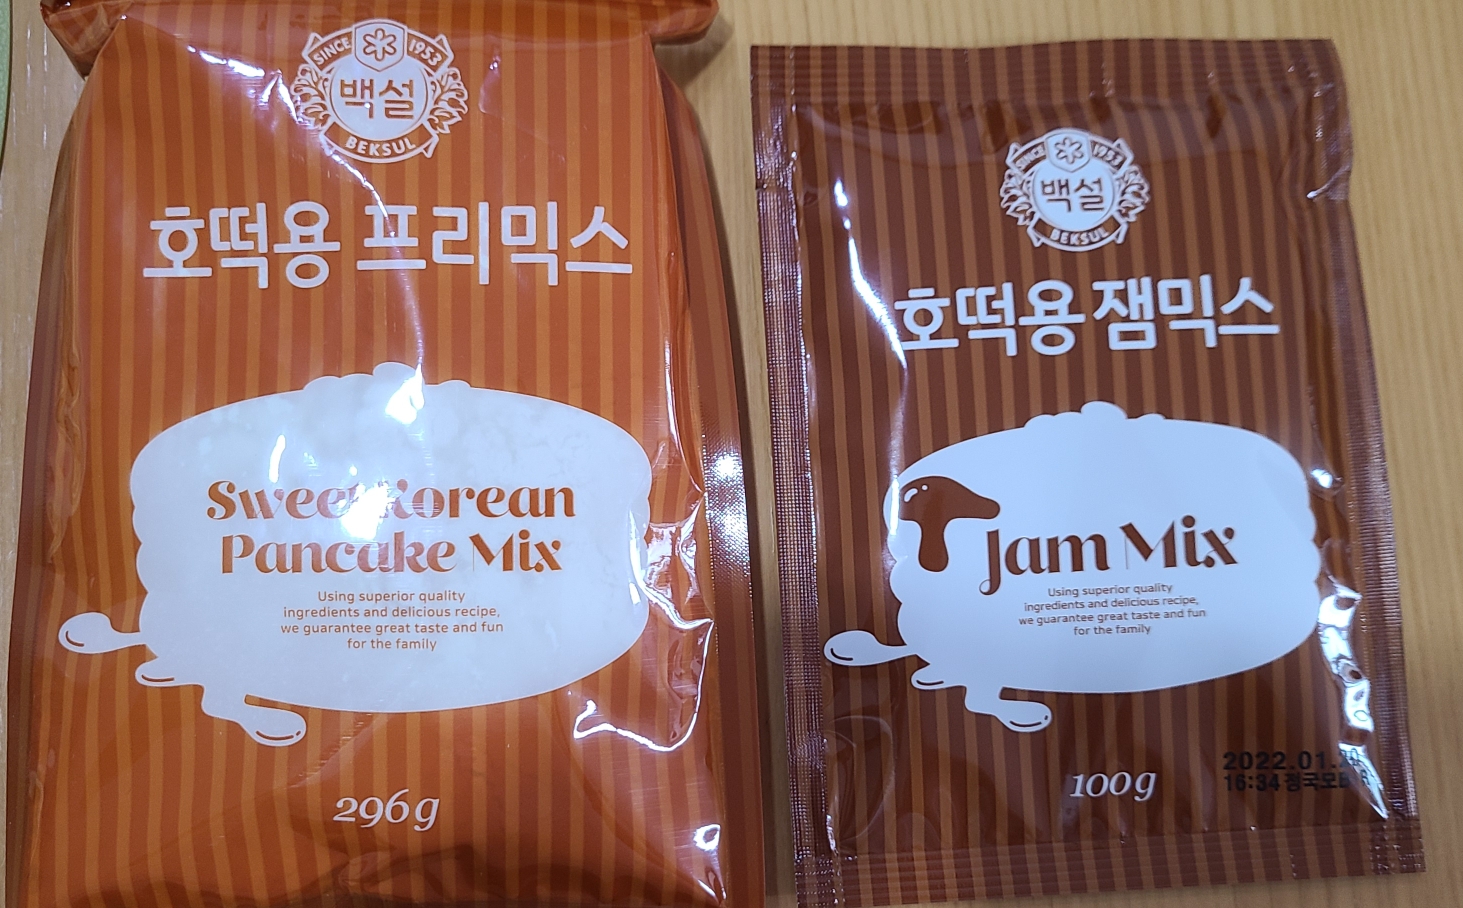 SINCE 1953
백설
BEKSUL
호떡용 프리믹스
Sweet Korean
Pancake Mix
Using superior quality
ingredients and delicious recipe,
we guarantee great taste and fun
for the family
296g
SINCE 1953
백설
BEKSUL
호떡용 잼믹스
Jam Mix
Using superior quality
ingredients and delicious recipe,
we guarantee great taste and fun
for the family
100g
2022.01.
16:34